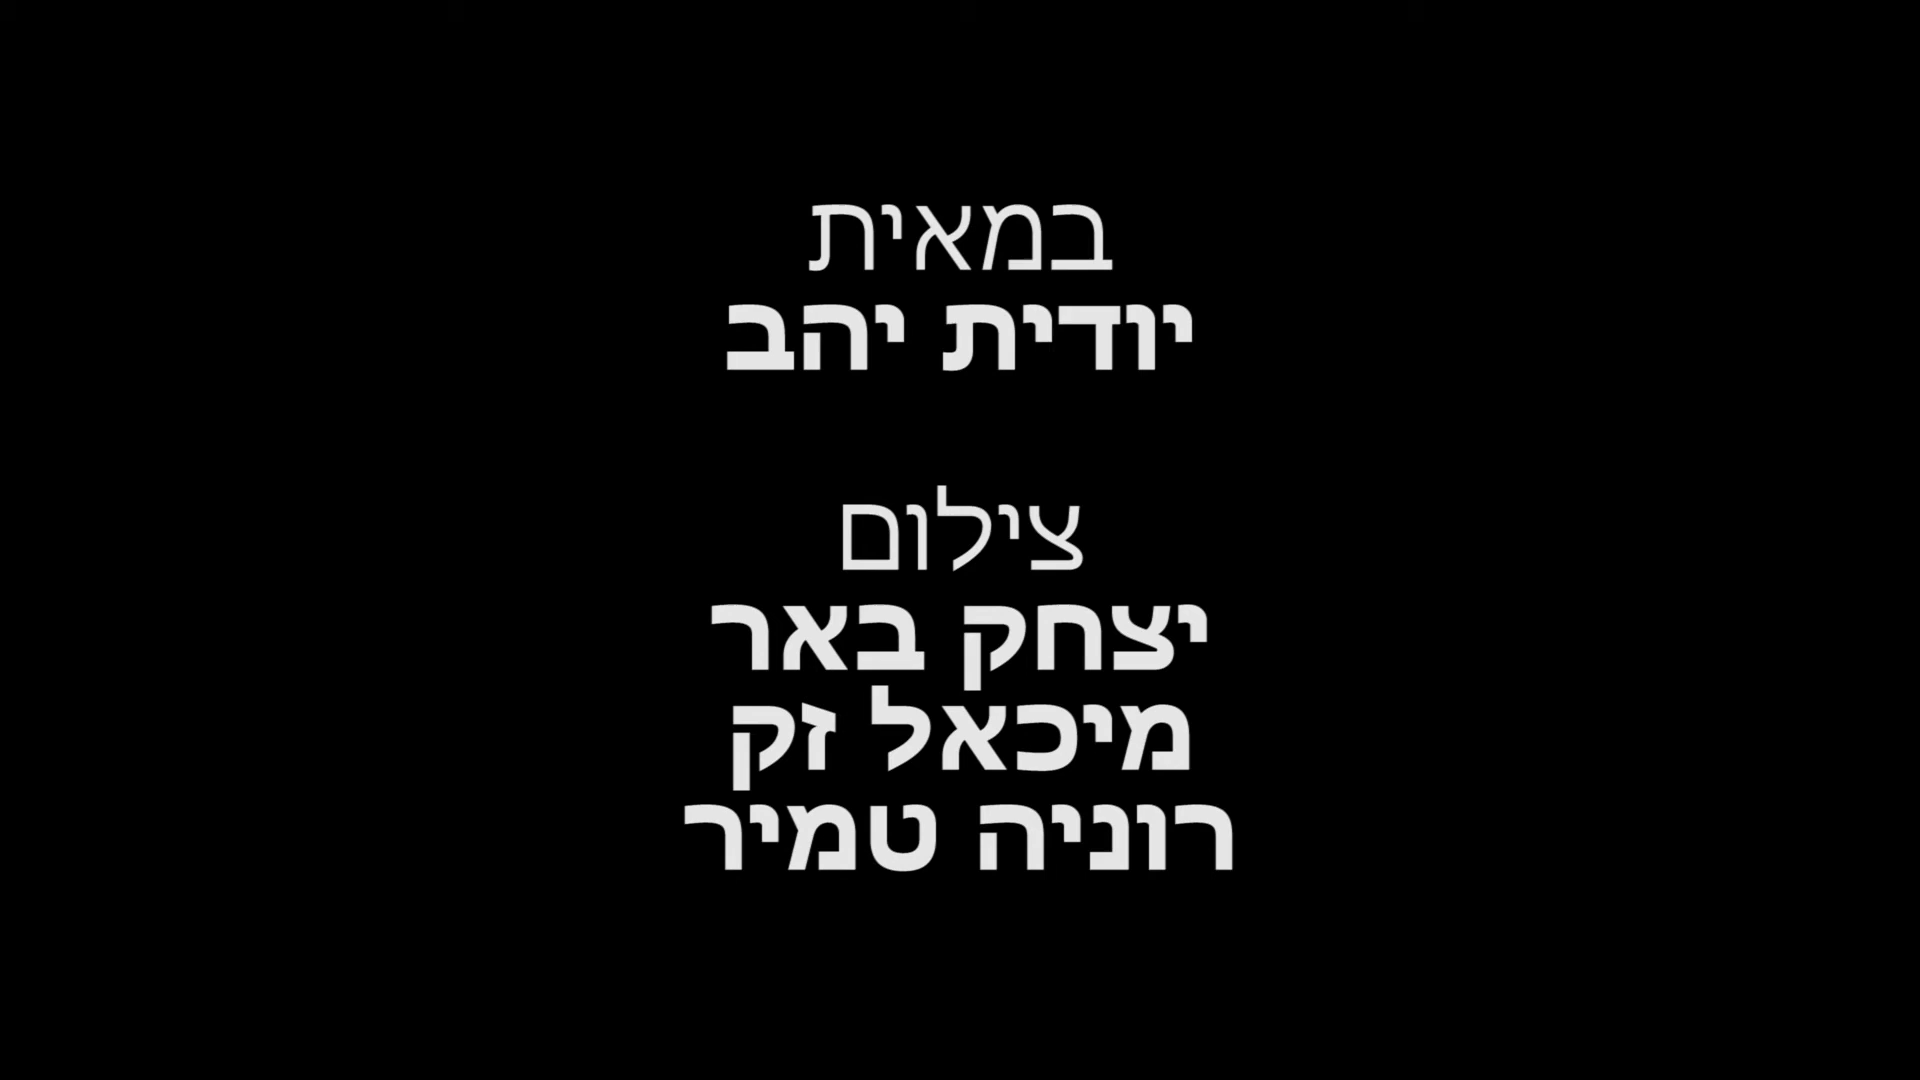 במאית
יודית יהב
צילום
יצחק באר
מיכאל זק
רוניה טמיר